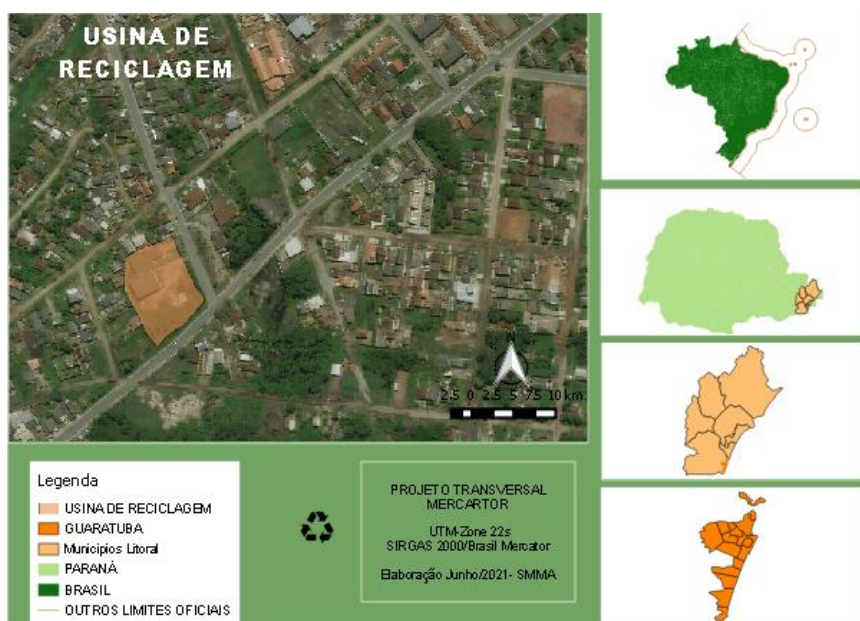 USINA DE
RECICLAGEM
2.5 0 2.5 5 7.5 10 km
Legenda
USINA DE RECICLAGEM
GUARATUBA
Municipios Litoral
PARANÁ
BRASIL
OUTROS LIMITES OFICIAIS
PROJETO TRANSVERSAL
MERCARTOR
UTM-Zone 22s
SIRGAS 2000/Brasil Mercator
Elaboração Junho/2021- SMMA